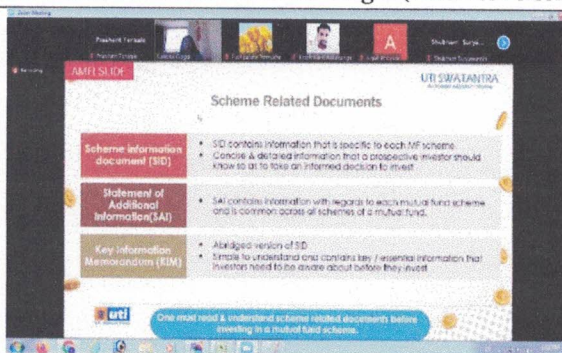 Prashant Tarsale
AMFI SLIDE
UTI SWATANTRA
Scheme Related Documents
Scheme information document (SID)
• SID contains information that is specific to each MF scheme.
• Concise & detailed information that a prospective investor should
know so as to take an informed decision to invest
Statement of
Additional
Information(SAI)
• SAI contains information with regards to each mutual fund scheme
and is common across all schemes of a mutual fund.
Key Information
Memorandum (KIM)
• Abridged version of SID
• Simple to understand and contains key / essential information that
investors need to be aware about before they invest
uti
One must read & understand scheme related documents before
investing in a mutual fund scheme.